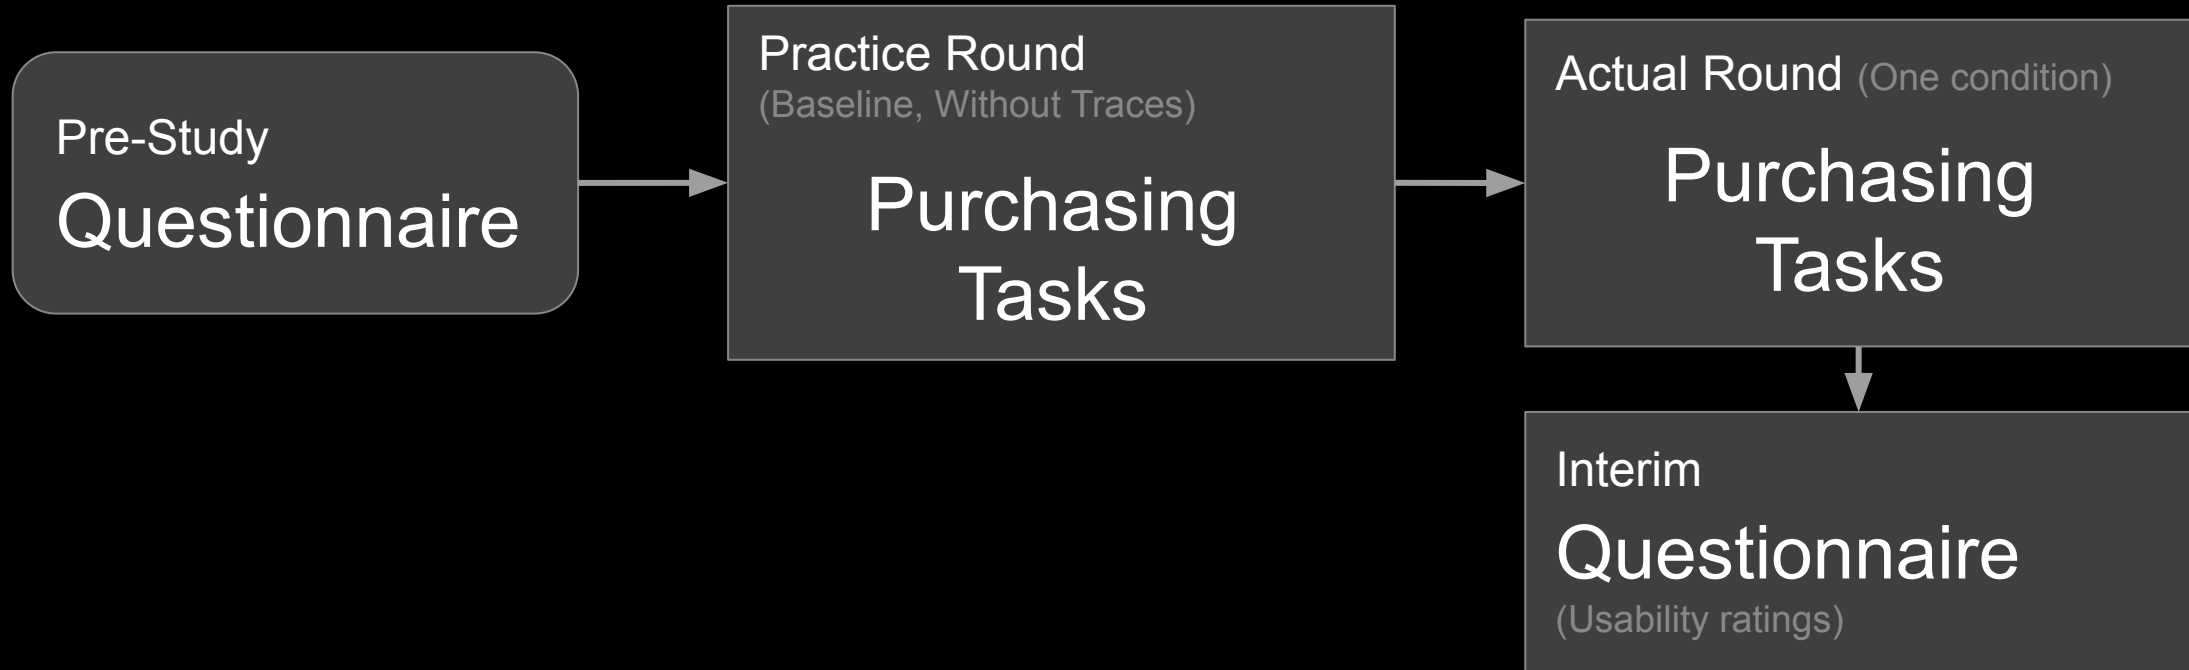 Pre-Study
Questionnaire
Practice Round
(Baseline, Without Traces)
Purchasing
Tasks
Actual Round (One condition)
Purchasing
Tasks
Interim
Questionnaire
(Usability ratings)